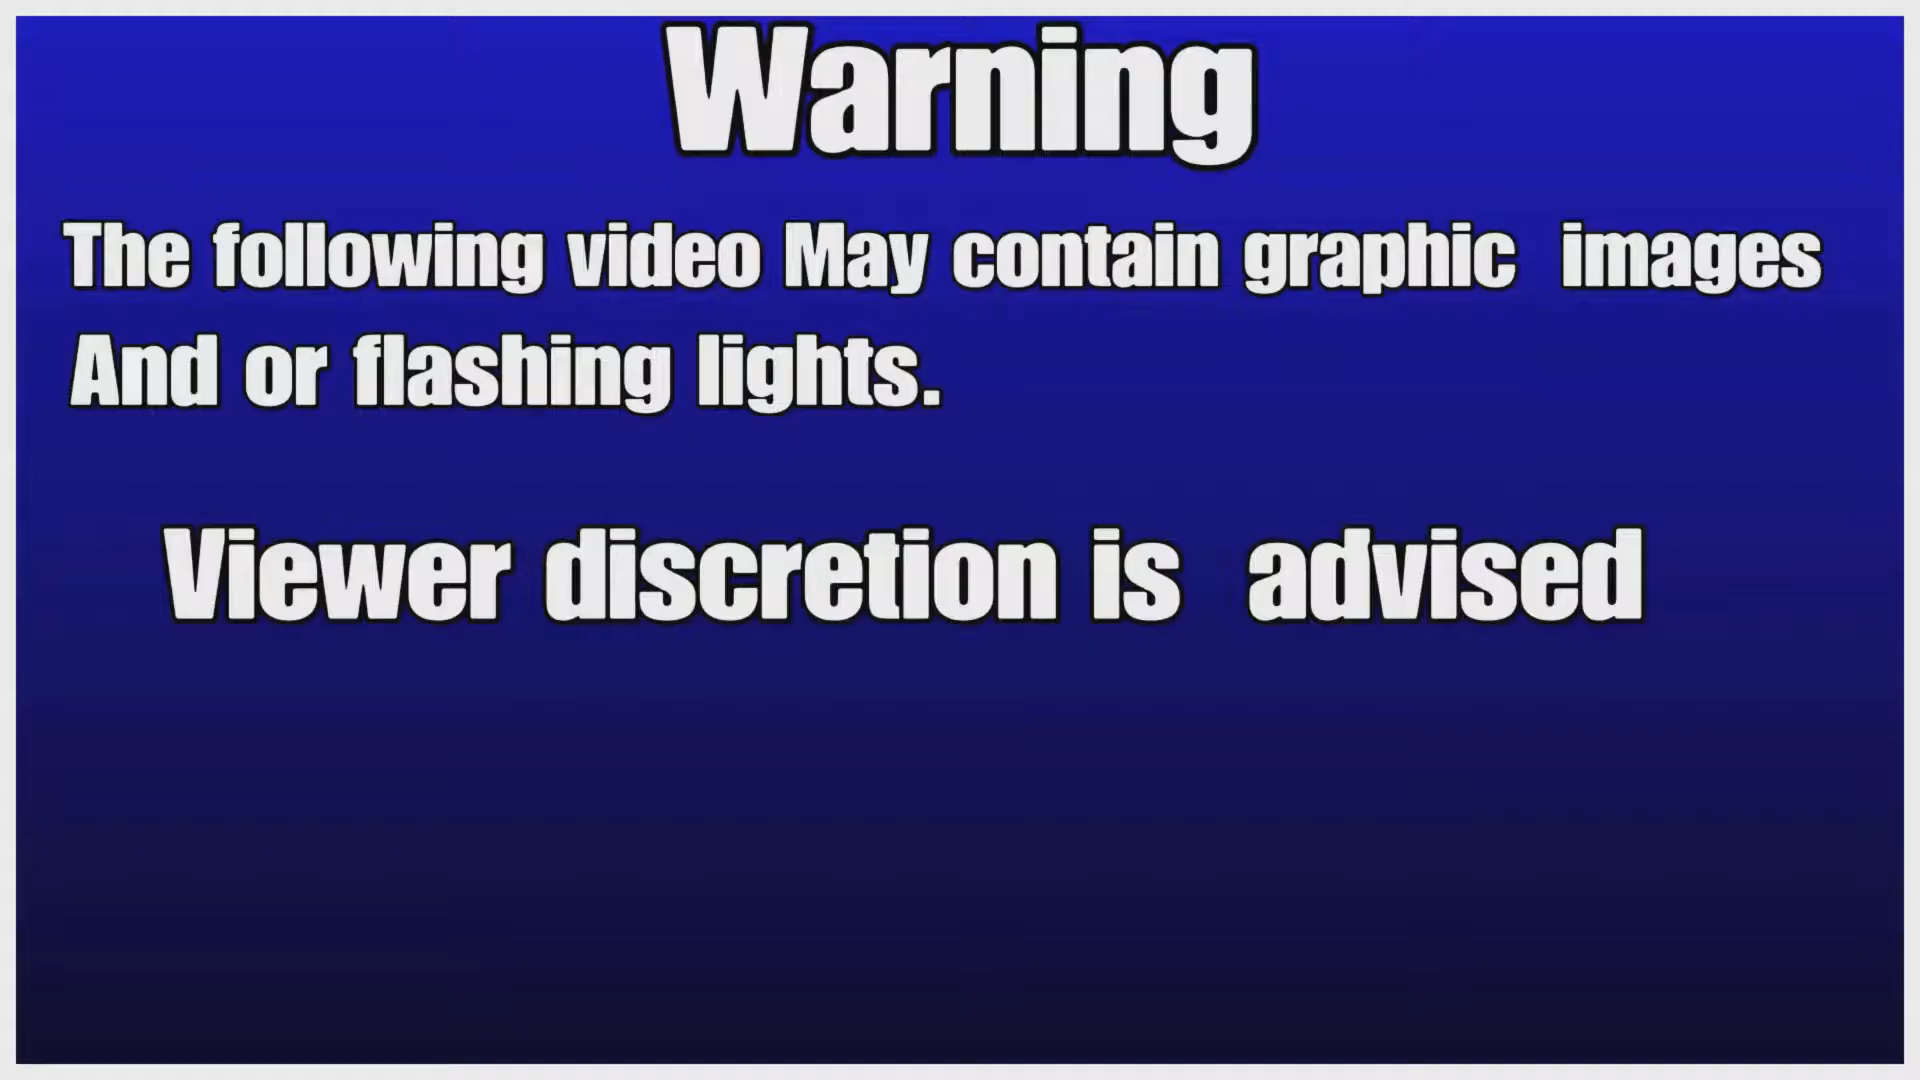 Warning
The following video May contain graphic images
And or flashing lights.
Viewer discretion is advised